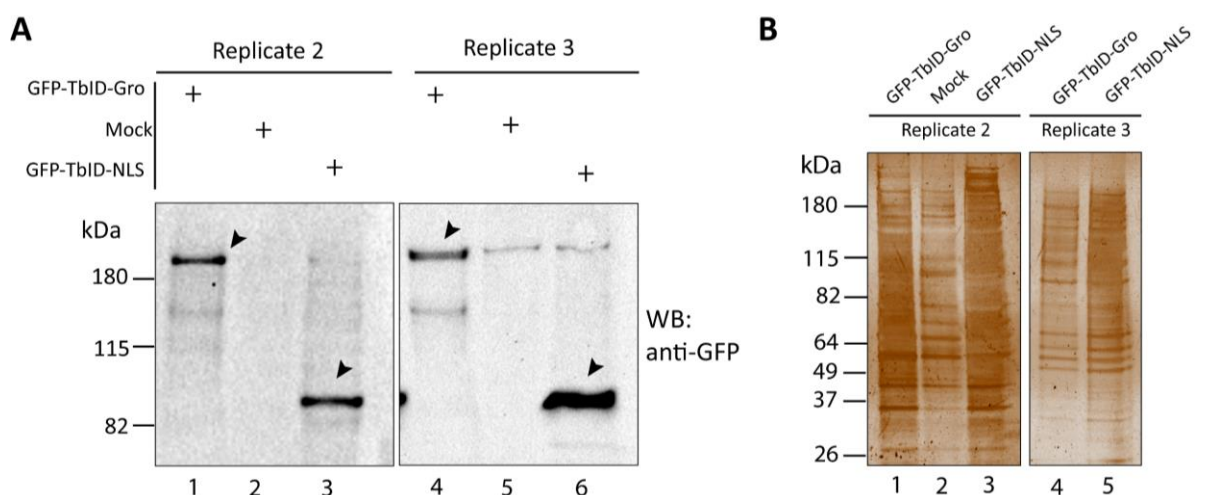 A
Replicate 2
Replicate 3
GFP-TbID-Gro + +
Mock + +
GFP-TbID-NLS + +
kDa
180
115
82
WB:
anti-GFP
1 2 3 4 5 6
B
GFP-TbID-Gro
Mock
GFP-TbID-NLS
GFP-TbID-Gro
GFP-TbID-NLS
Replicate 2
Replicate 3
kDa
180
115
82
64
49
37
26
1 2 3 4 5